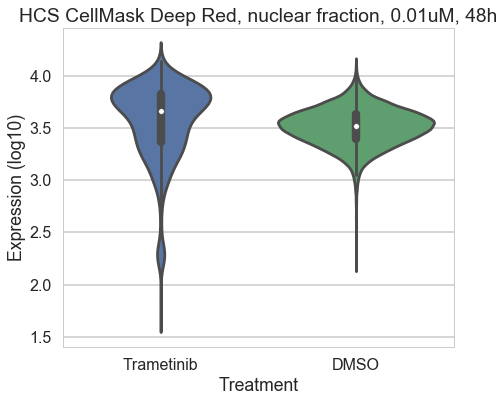 HCS CellMask Deep Red, nuclear fraction, 0.01uM, 48h
4.0
3.5
3.0
2.5
2.0
1.5
Expression (log10)
Trametinib DMSO
Treatment